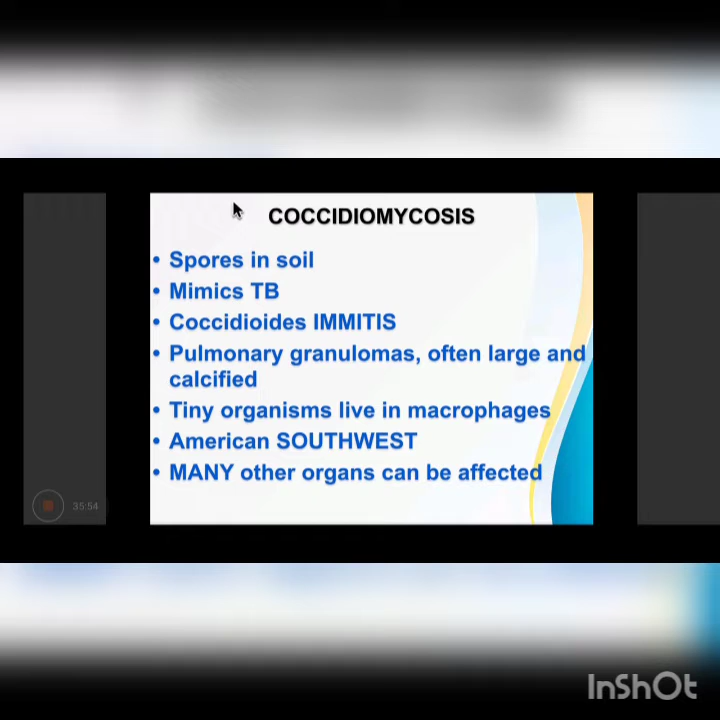 COCCIDIOMYCOSIS
• Spores in soil
• Mimics TB
• Coccidioides IMMITIS
• Pulmonary granulomas, often large and
calcified
• Tiny organisms live in macrophages
• American SOUTHWEST
• MANY other organs can be affected
35:54
InShOt